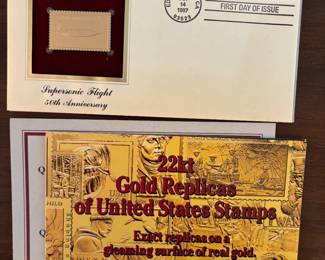 14
1997
92523
FIRST DAY OF ISSUE
Supersonic Flight
50th Anniversary
22kt
Gold Replicas
of United States Stamps
Exact replicas on a
gleaming surface of real gold.